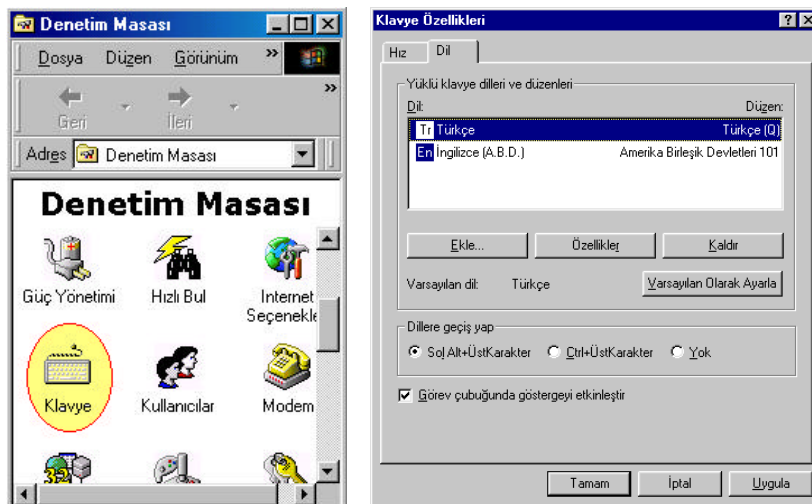 Denetim Masası
Dosya Düzen Görünüm »
Geri İleri »
Adres Denetim Masası
Denetim Masası
Güç Yönetimi Hızlı Bul Internet
Seçenekle
Klavye Kullanıcılar Modem
32
Klavye Özellikleri
Hız Dil
Yüklü klavye dilleri ve düzenleri
Dil: Düzen:
Tr Türkçe Türkçe (Q)
En İngilizce (A.B.D.) Amerika Birleşik Devletleri 101
Ekle... Özellikler Kaldır
Varsayılan dil: Türkçe Varsayılan Olarak Ayarla
Dillere geçiş yap
Sol Alt+ÜstKarakter Ctrl+ÜstKarakter Yok
Görev çubuğunda göstergeyi etkinleştir
Tamam İptal Uygula